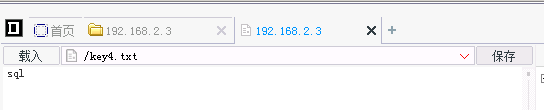 首页 192.168.2.3 192.168.2.3
载入 /key4.txt 保存
sql